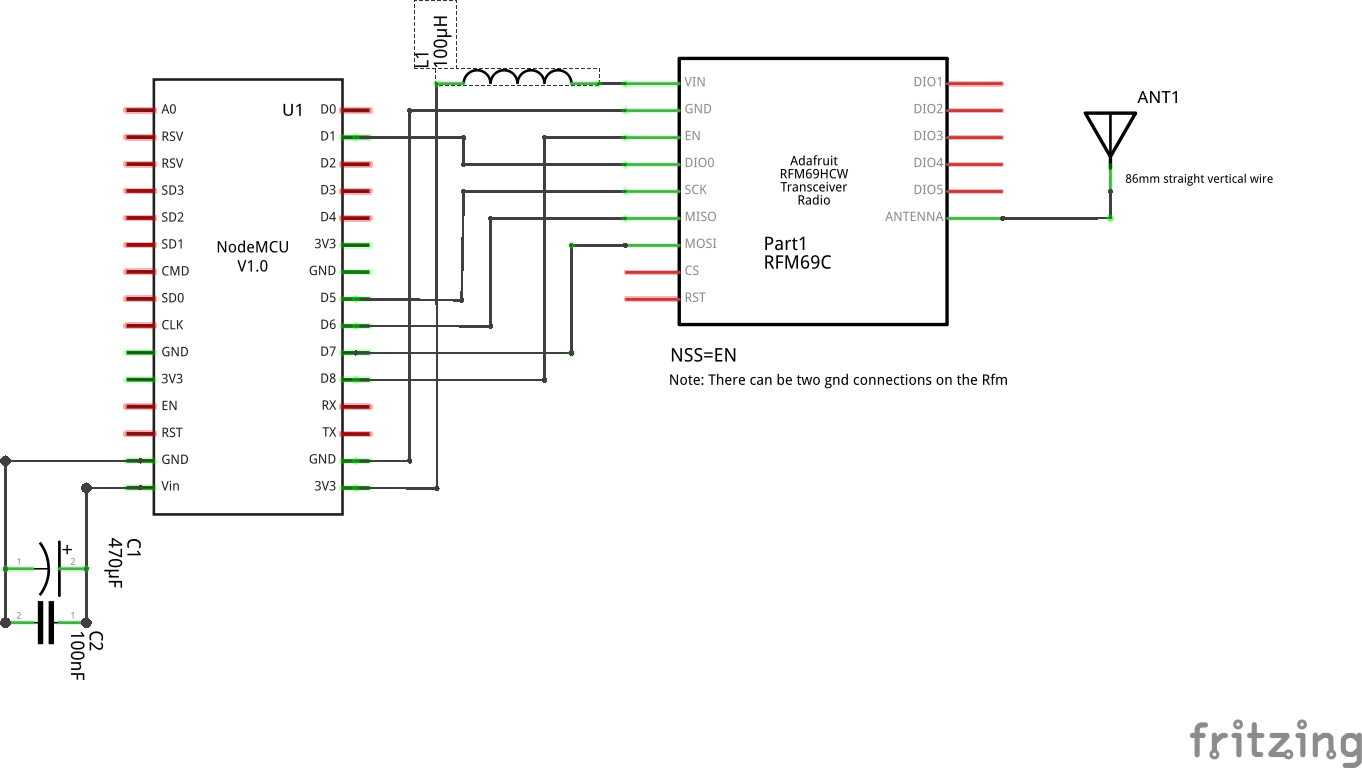 L1
100μH
U1
A0
RSV
RSV
SD3
SD2
SD1
CMD
SD0
CLK
GND
3V3
EN
RST
GND
Vin
NodeMCU
V1.0
D0
D1
D2
D3
D4
3V3
GND
D5
D6
D7
D8
RX
TX
GND
3V3
VIN
GND
EN
DIO0
SCK
MISO
MOSI
CS
RST
Adafruit
RFM69HCW
Transceiver
Radio
Part1
RFM69C
DIO1
DIO2
DIO3
DIO4
DIO5
ANTENNA
ANT1
86mm straight vertical wire
NSS=EN
Note: There can be two gnd connections on the Rfm
1
+
2
C1
470μF
2
1
C2
100nF
fritzing